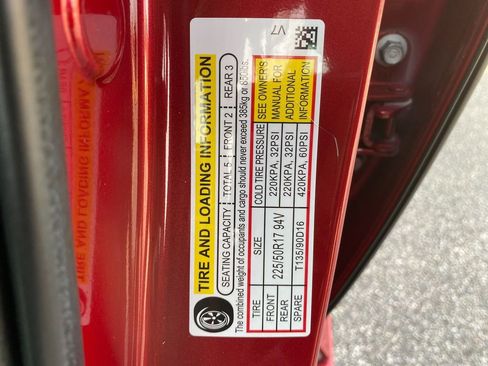 V7
TIRE AND LOADING INFORMATION
SEATING CAPACITY TOTAL 5 FRONT 2 REAR 3
The combined weight of occupants and cargo should never exceed 385kg or 850lbs.
TIRE SIZE COLD TIRE PRESSURE SEE OWNER'S MANUAL FOR ADDITIONAL INFORMATION
FRONT 225/50R17 94V 220KPA, 32PSI
REAR 220KPA, 32PSI
SPARE T135/90D16 420KPA, 60PSI